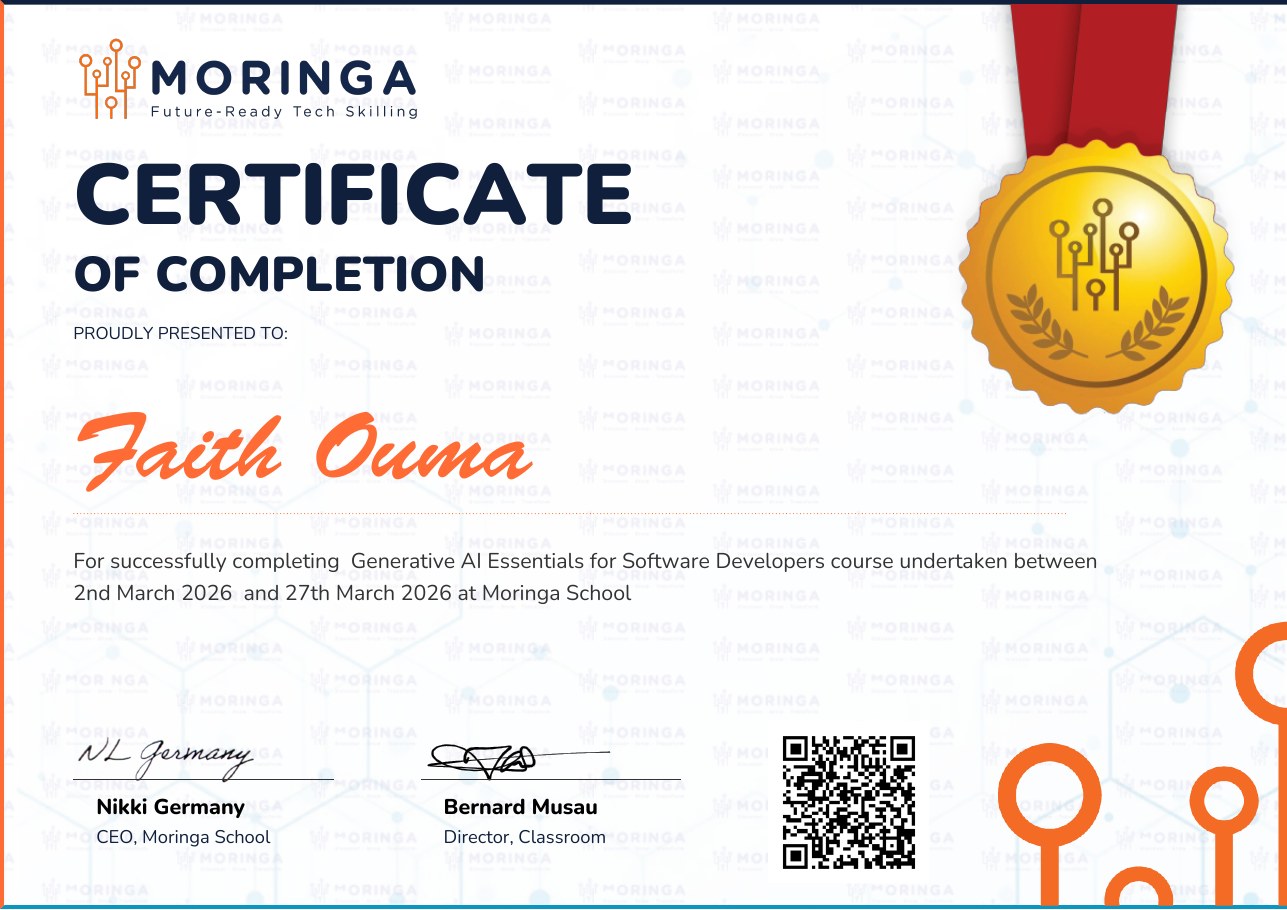 MORINGA
Future-Ready Tech Skilling
CERTIFICATE
OF COMPLETION
PROUDLY PRESENTED TO:
Faith Ouma
For successfully completing Generative AI Essentials for Software Developers course undertaken between
2nd March 2026 and 27th March 2026 at Moringa School
NL Germany
Nikki Germany
CEO, Moringa School
Bernard Musau
Director, Classroom